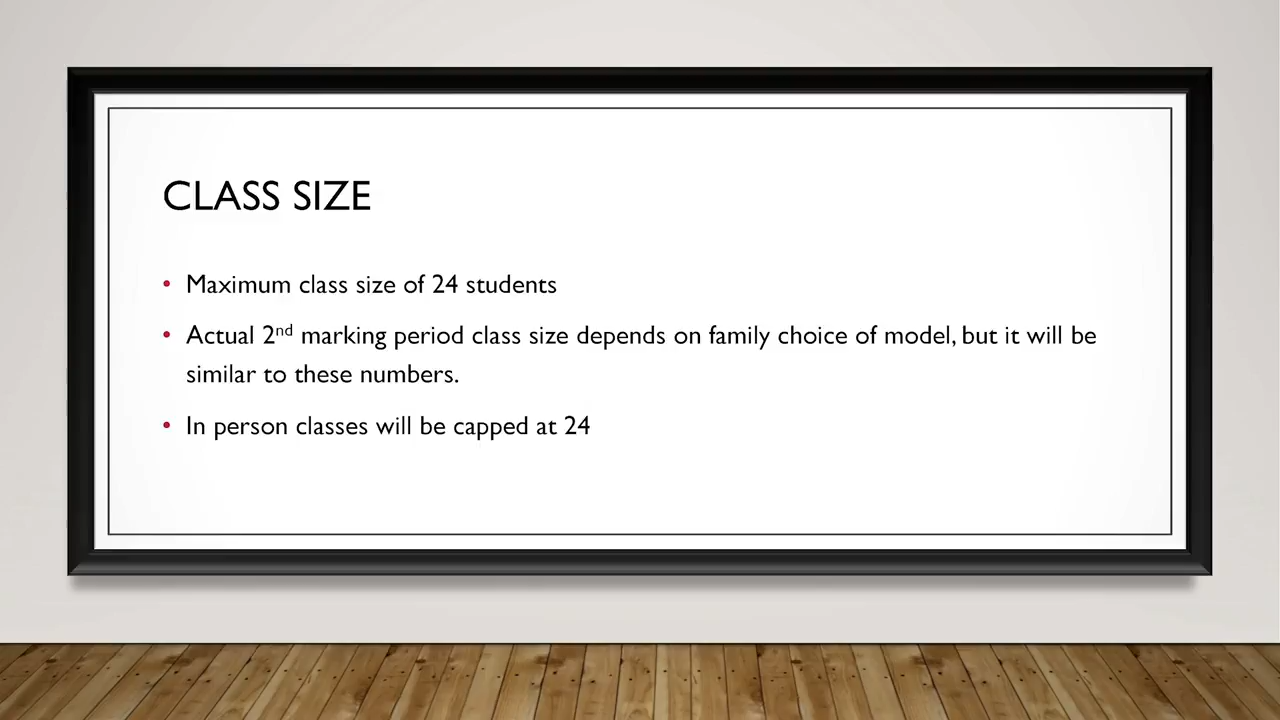 CLASS SIZE
• Maximum class size of 24 students
• Actual 2nd marking period class size depends on family choice of model, but it will be
similar to these numbers.
• In person classes will be capped at 24